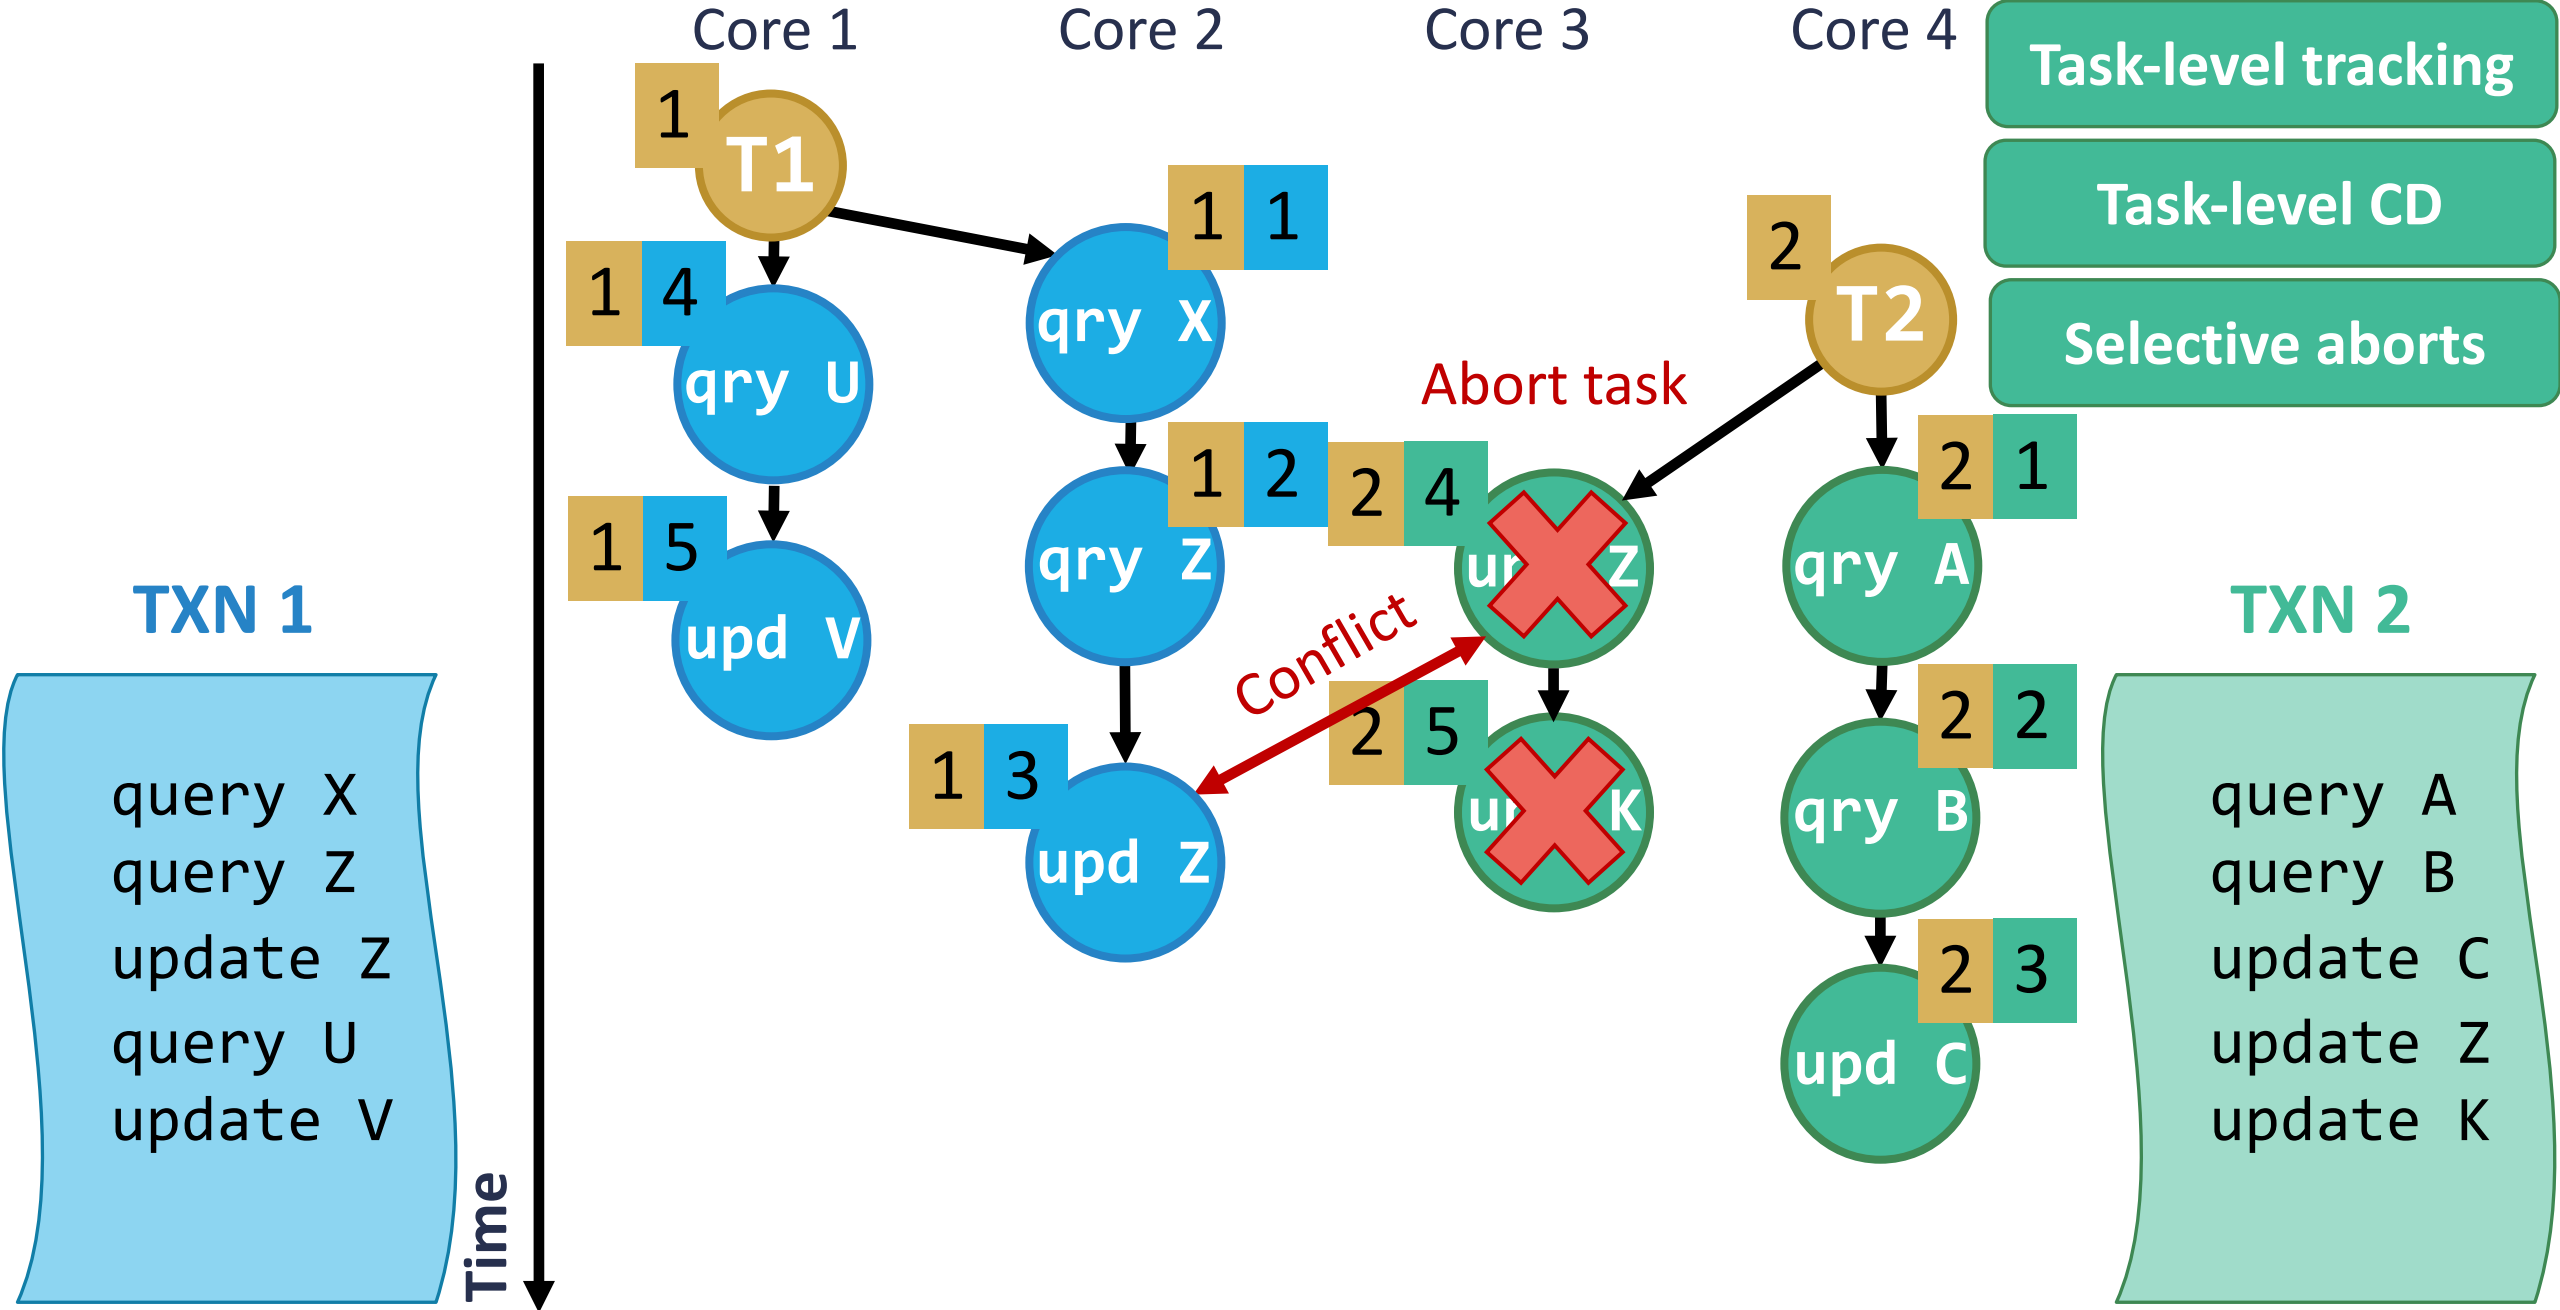 Core 1
Core 2
Core 3
Core 4
Task-level tracking
Task-level CD
Selective aborts
1
T1
1 4
qry U
1 5
upd V
1 1
qry X
1 2
qry Z
1 3
upd Z
Abort task
Conflict
2 4
Z
2 5
K
2
T2
2 1
qry A
2 2
qry B
2 3
upd C
TXN 1
query X
query Z
update Z
query U
update V
Time
TXN 2
query A
query B
update C
update Z
update K